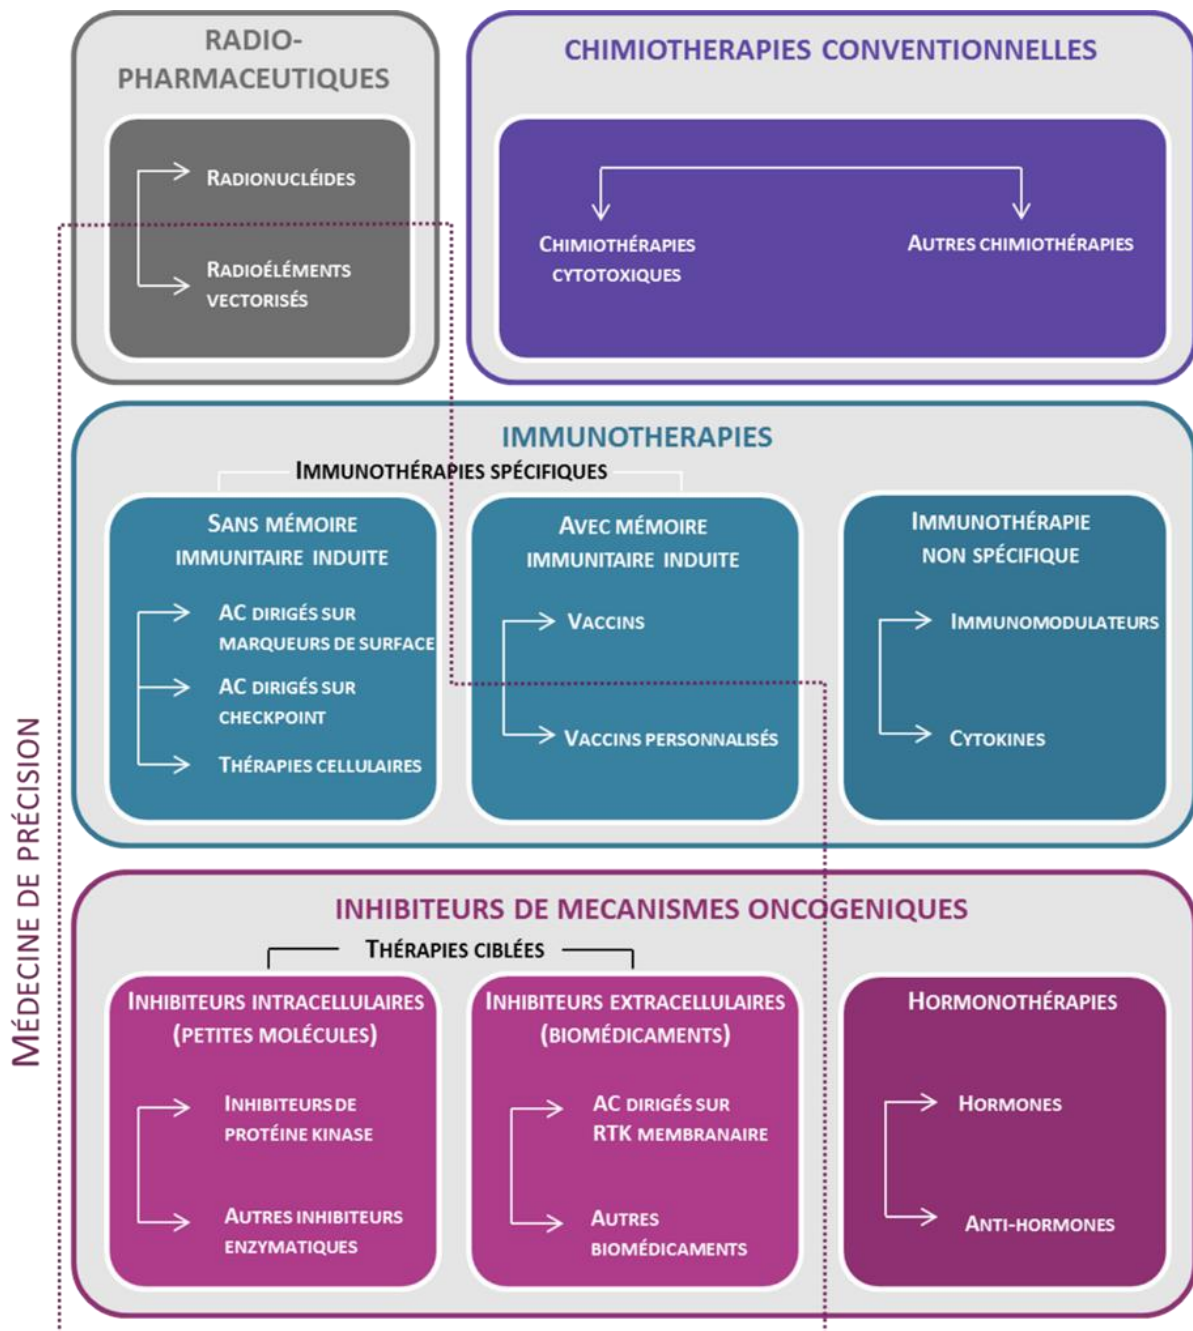 RADIO-
PHARMACEUTIQUES
RADIONUCLÉIDES
RADIOÉLÉMENTS
VECTORISÉS
CHIMIOTHERAPIES CONVENTIONNELLES
CHIMIOTHÉRAPIES
CYTOTOXIQUES
AUTRES CHIMIOTHÉRAPIES
IMMUNOTHERAPIES
IMMUNOTHÉRAPIES SPÉCIFIQUES
SANS MÉMOIRE
IMMUNITAIRE INDUITE
AC DIRIGÉS SUR
MARQUEURS DE SURFACE
AC DIRIGÉS SUR
CHECKPOINT
THÉRAPIES CELLULAIRES
AVEC MÉMOIRE
IMMUNITAIRE INDUITE
VACCINS
VACCINS PERSONNALISÉS
IMMUNOTHÉRAPIE
NON SPÉCIFIQUE
IMMUNOMODULATEURS
CYTOKINES
MÉDECINE DE PRÉCISION
INHIBITEURS DE MECANISMES ONCOGENIQUES
THÉRAPIES CIBLÉES
INHIBITEURS INTRACELLULAIRES
(PETITES MOLÉCULES)
INHIBITEURS DE
PROTÉINE KINASE
AUTRES INHIBITEURS
ENZYMATIQUES
INHIBITEURS EXTRACELLULAIRES
(BIOMÉDICAMENTS)
AC DIRIGÉS SUR
RTK MEMBRANAIRE
AUTRES
BIOMÉDICAMENTS
HORMONOTHÉRAPIES
HORMONES
ANTI-HORMONES